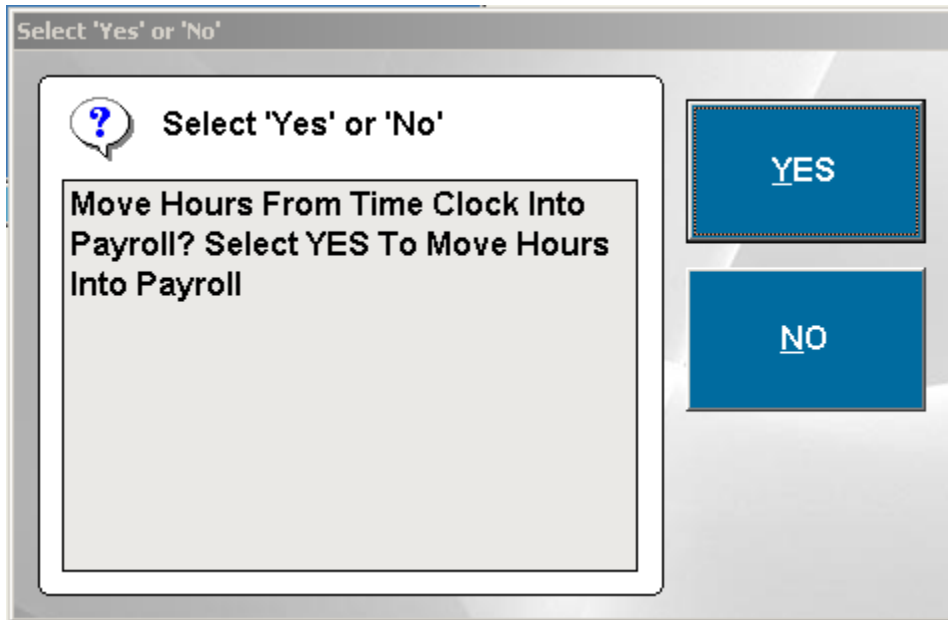 Select 'Yes' or 'No'
Select 'Yes' or 'No'
Move Hours From Time Clock Into
Payroll? Select YES To Move Hours
Into Payroll
YES
NO